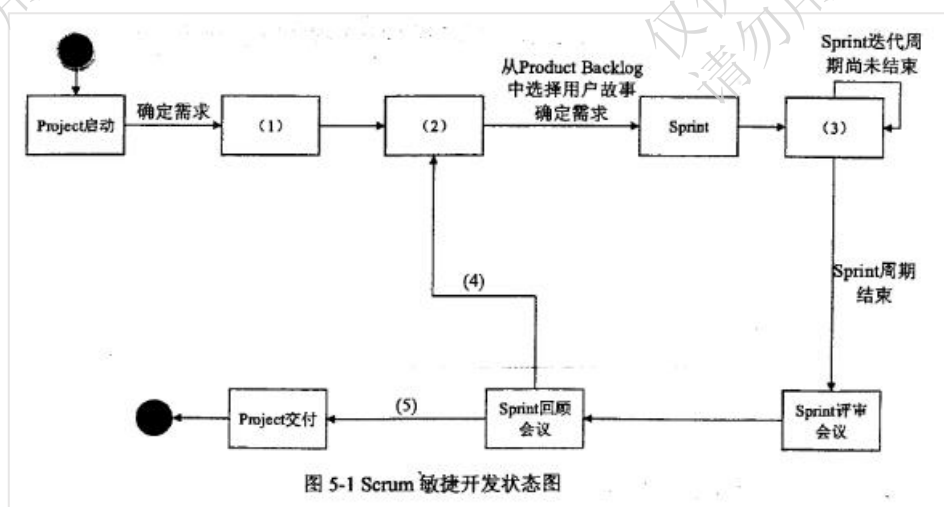 Project启动
确定需求
（1）
（2）
从Product Backlog
中选择用户故事
确定需求
Sprint
Sprint迭代周
期尚未结束
（3）
(4)
Sprint周期
结束
Project交付
(5)
Sprint回顾
会议
Sprint评审
会议
图 5-1 Scrum 敏捷开发状态图
请勿用